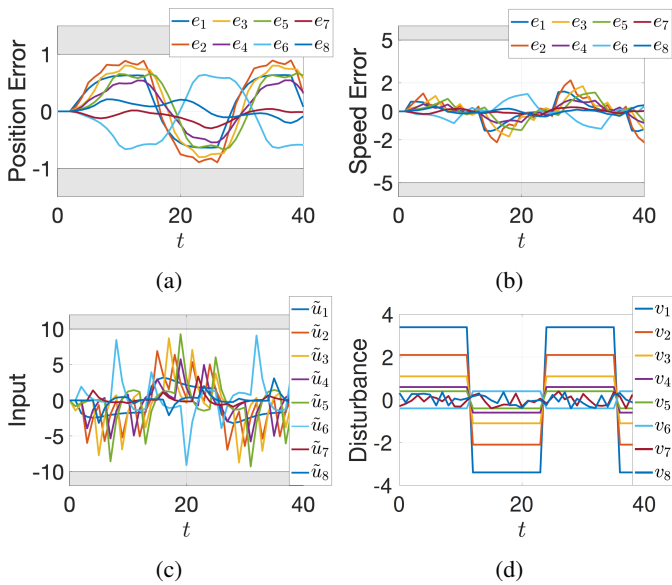 e1 e3 e5 e7
e2 e4 e6 e8
Position Error
1
0
-1
0 20 40
t
(a)
e1 e3 e5 e7
e2 e4 e6 e8
Speed Error
5
2
0
-2
-5
0 20 40
t
(b)
Input
10
5
0
-5
-10
0 20 40
t
ũ1
ũ2
ũ3
ũ4
ũ5
ũ6
ũ7
ũ8
(c)
Disturbance
4
2
0
-2
-4
0 20 40
t
v1
v2
v3
v4
v5
v6
v7
v8
(d)